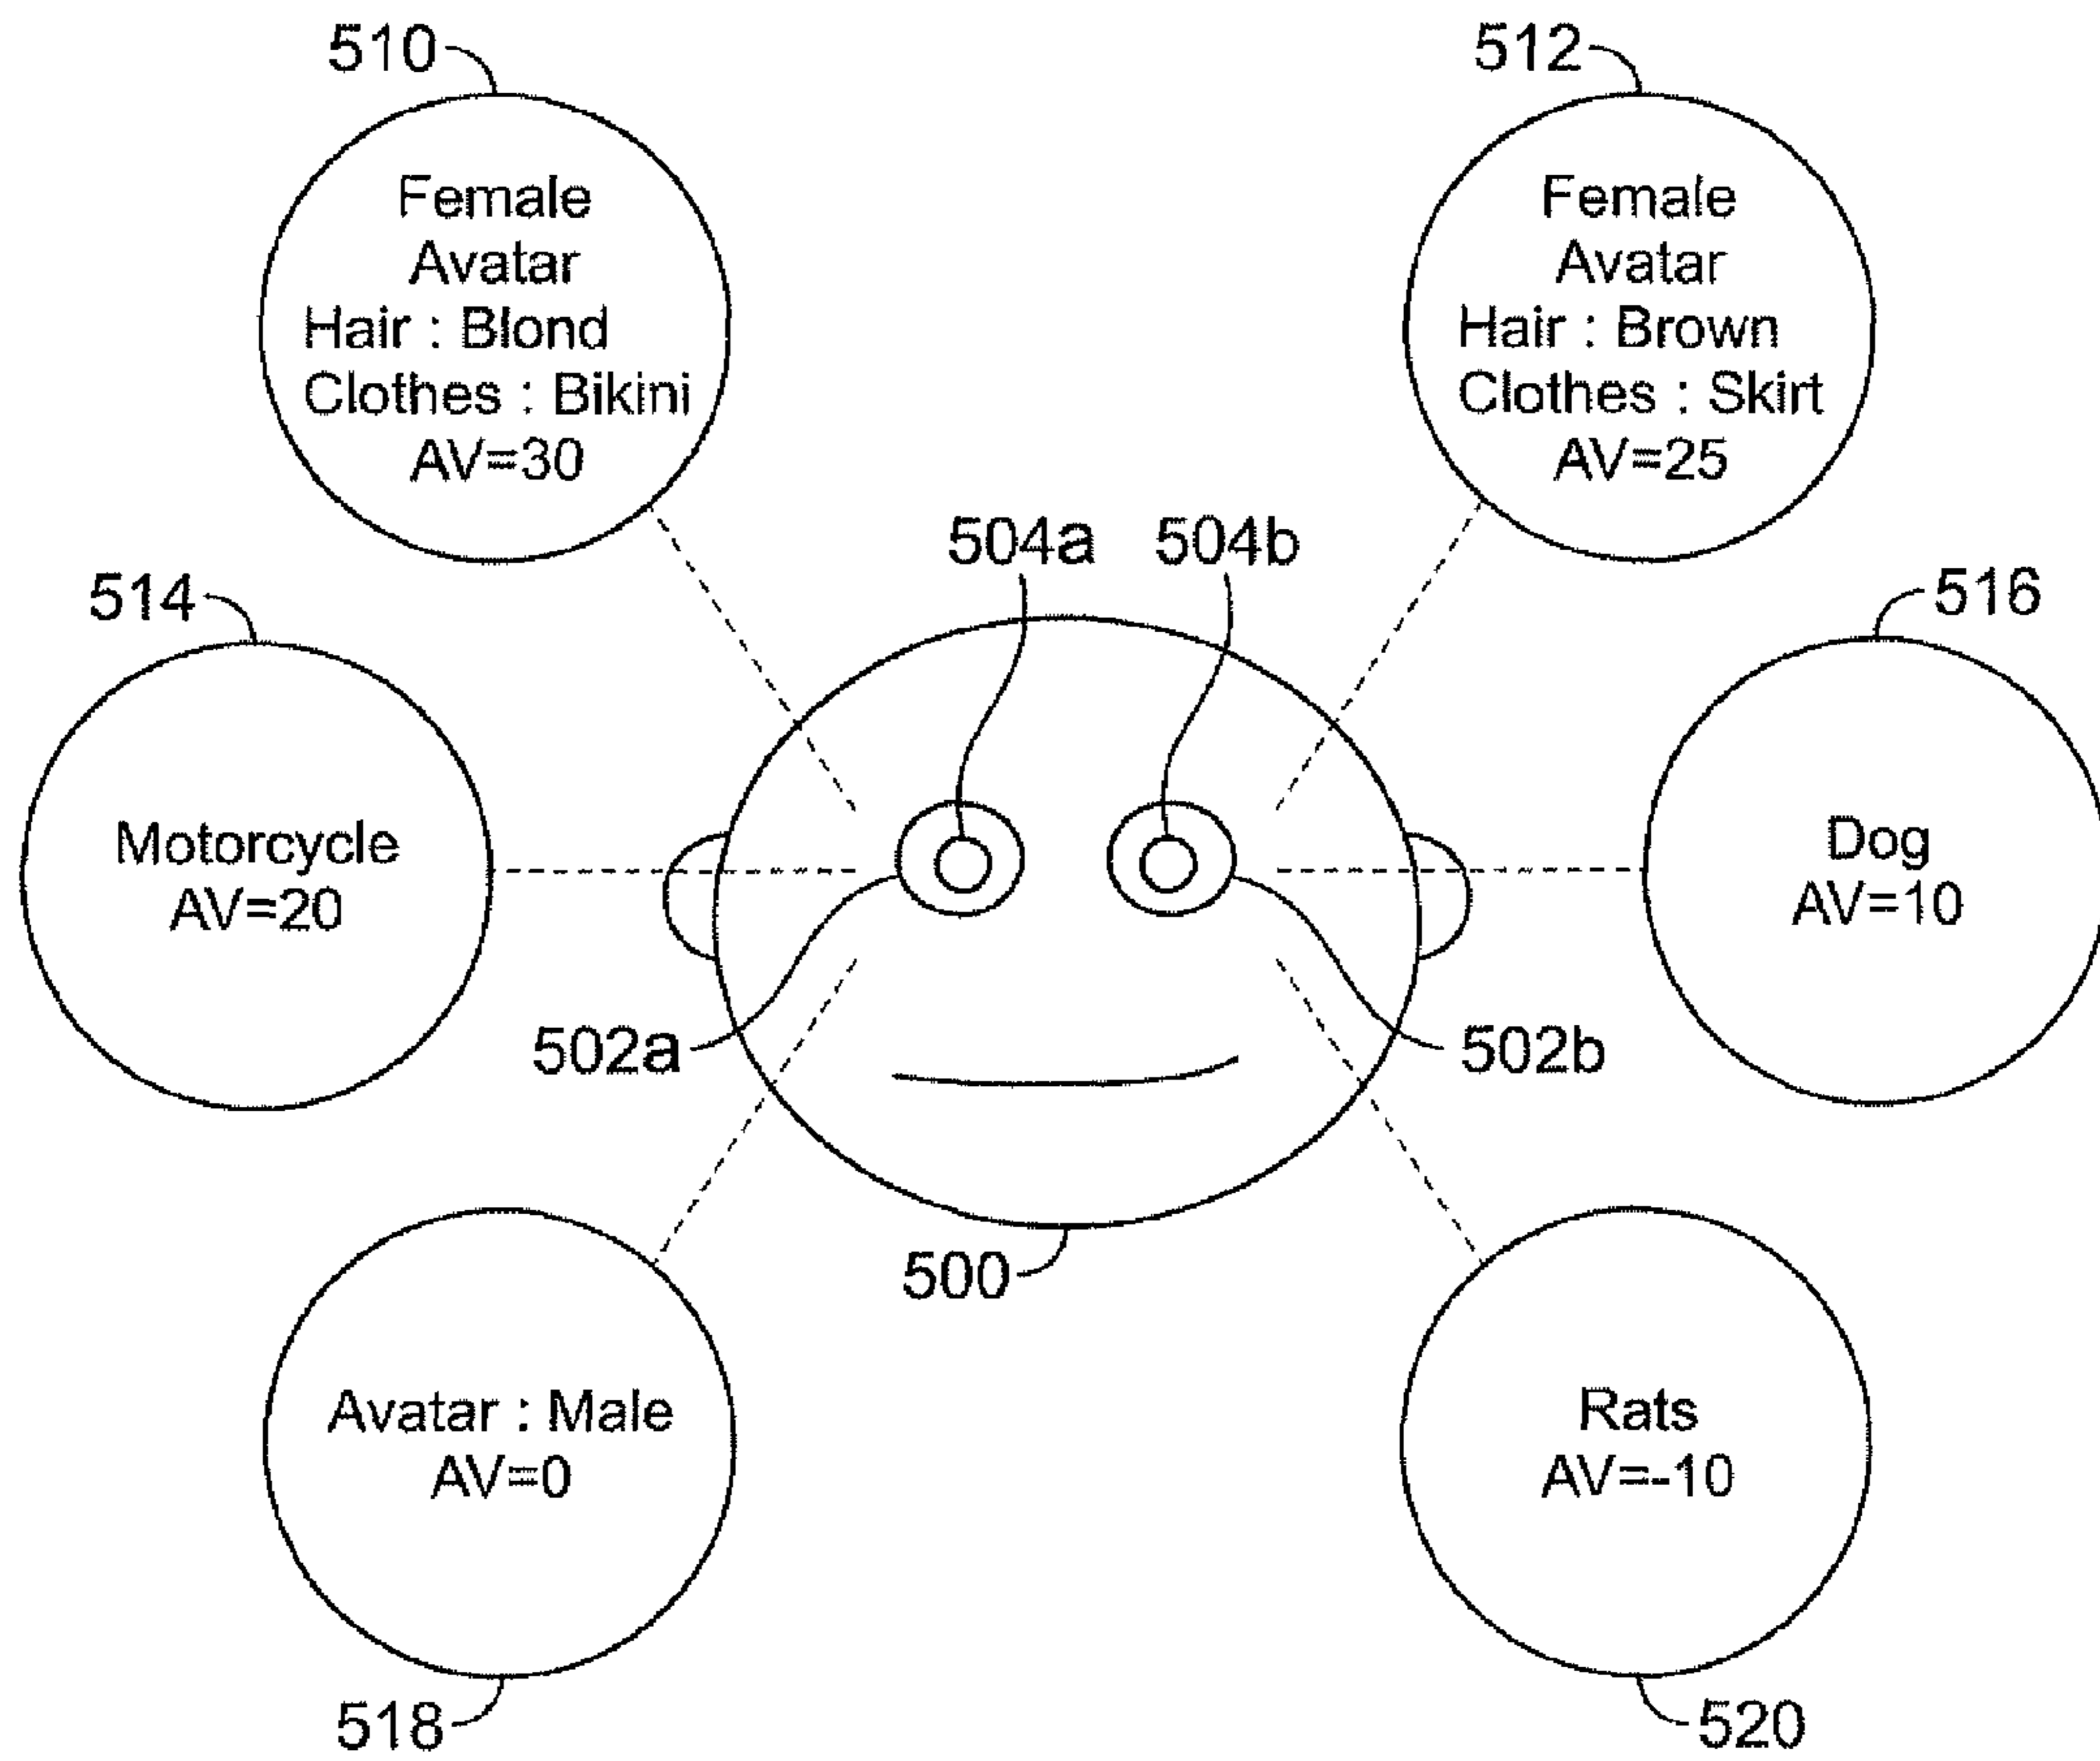 510
512
Female
Avatar
Hair : Blond
Clothes : Bikini
AV=30
Female
Avatar
Hair : Brown
Clothes : Skirt
AV=25
504a
504b
514
516
Motorcycle
AV=20
Dog
AV=10
502a
502b
500
Avatar : Male
AV=0
Rats
AV=-10
518
520